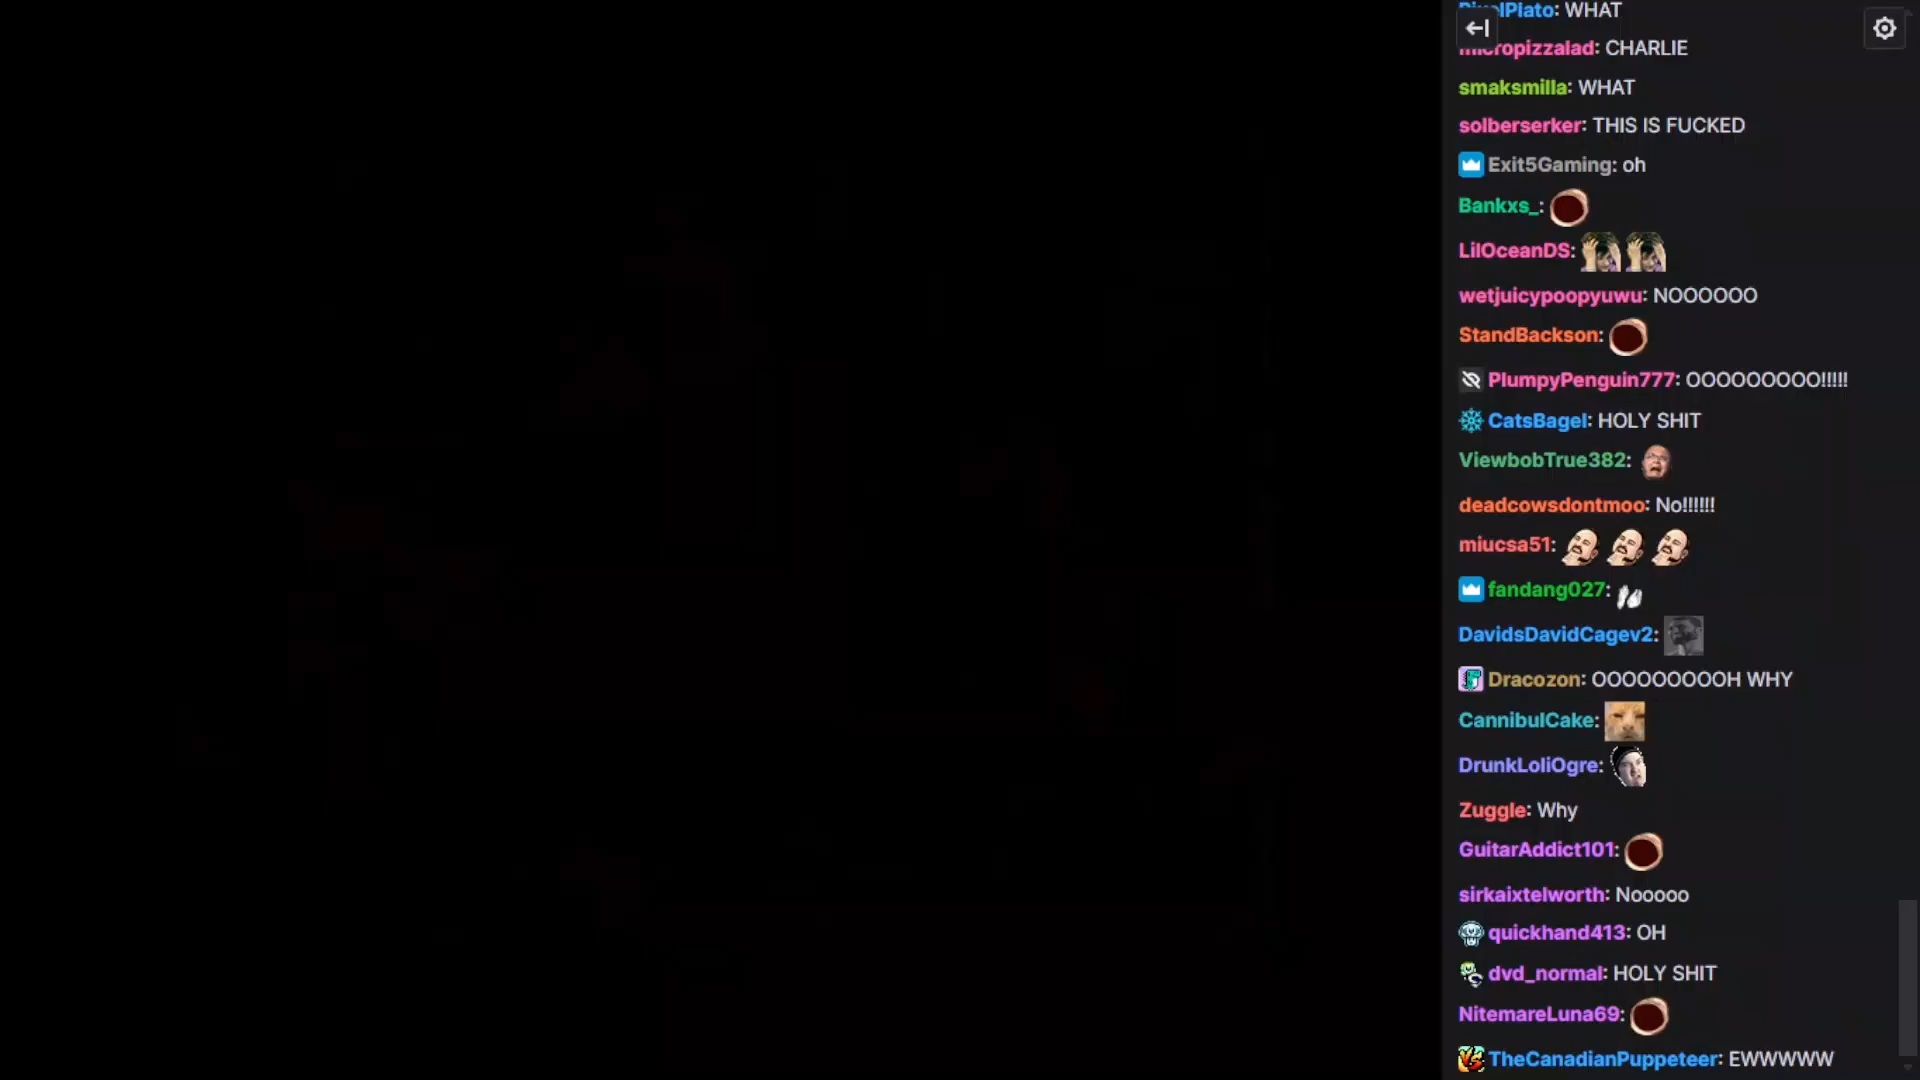 PixelPlato: WHAT
micropizzalad: CHARLIE
smaksmilla: WHAT
solberserker: THIS IS FUCKED
Exit5Gaming: oh
Bankxs_:
LilOceanDS:
wetjuicypoopyuwu: NOOOOOO
StandBackson:
PlumpyPenguin777: OOOOOOOOO!!!!!
CatsBagel: HOLY SHIT
ViewbobTrue382:
deadcowsdontmoo: No!!!!!!
miucsa51:
fandang027:
DavidsDavidCagev2:
Dracozon: OOOOOOOOOH WHY
CannibulCake:
DrunkLoliOgre:
Zuggle: Why
GuitarAddict101:
sirkaixtelworth: Nooooo
quickhand413: OH
dvd_normal: HOLY SHIT
NitemareLuna69:
TheCanadianPuppeteer: EWWWWW